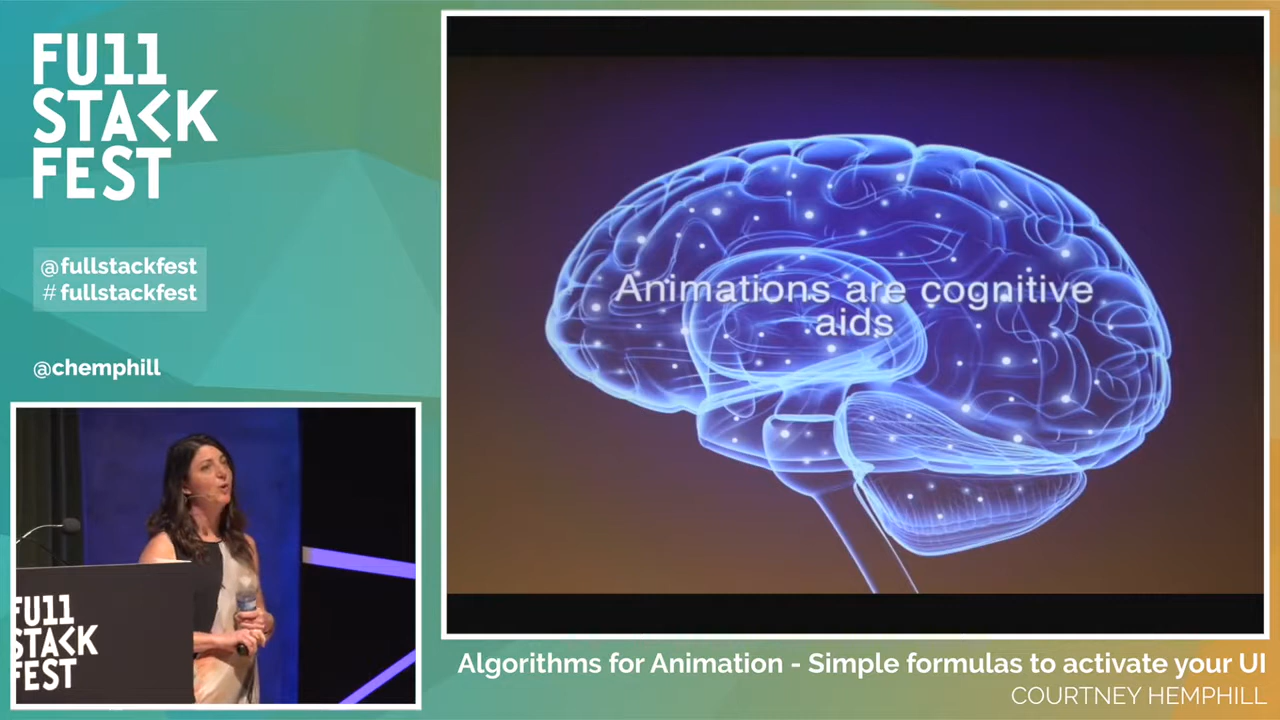 FU11
STACK
FEST
@fullstackfest
# fullstackfest
@chemphill
FU11
STACK
FEST
Animations are cognitive
aids
Algorithms for Animation - Simple formulas to activate your UI
COURTNEY HEMPHILL